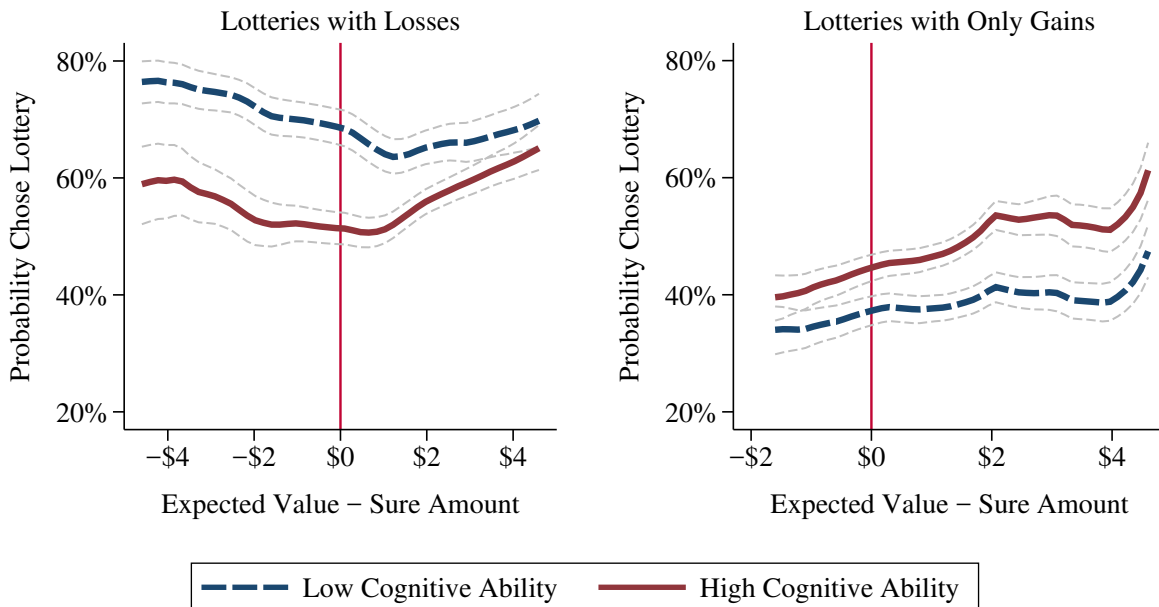 Lotteries with Losses
Probability Chose Lottery
80%
60%
40%
20%
−$4 −$2 $0 $2 $4
Expected Value − Sure Amount
Lotteries with Only Gains
Probability Chose Lottery
80%
60%
40%
20%
−$2 $0 $2 $4
Expected Value − Sure Amount
Low Cognitive Ability High Cognitive Ability